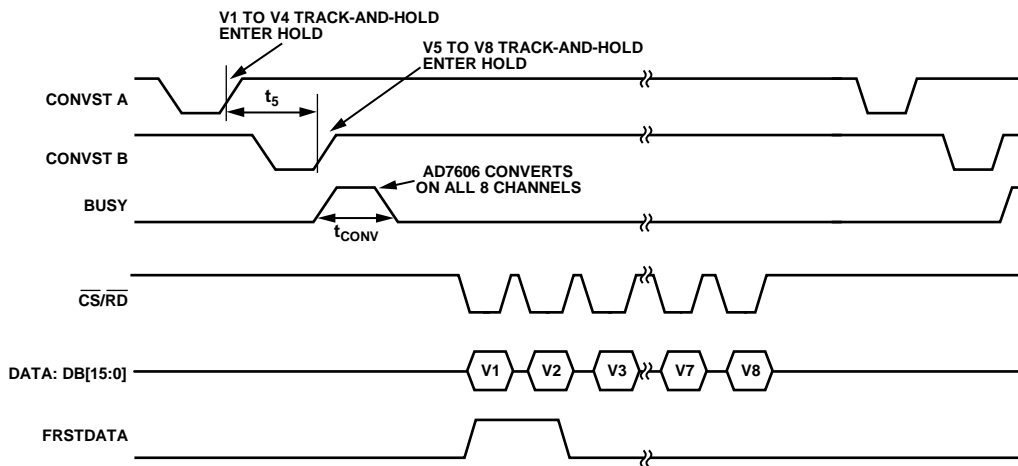 V1 TO V4 TRACK-AND-HOLD
ENTER HOLD
V5 TO V8 TRACK-AND-HOLD
ENTER HOLD
CONVST A
t5
CONVST B
AD7606 CONVERTS
ON ALL 8 CHANNELS
BUSY
tCONV
CS/RD
DATA: DB[15:0]
V1
V2
V3
V7
V8
FRSTDATA